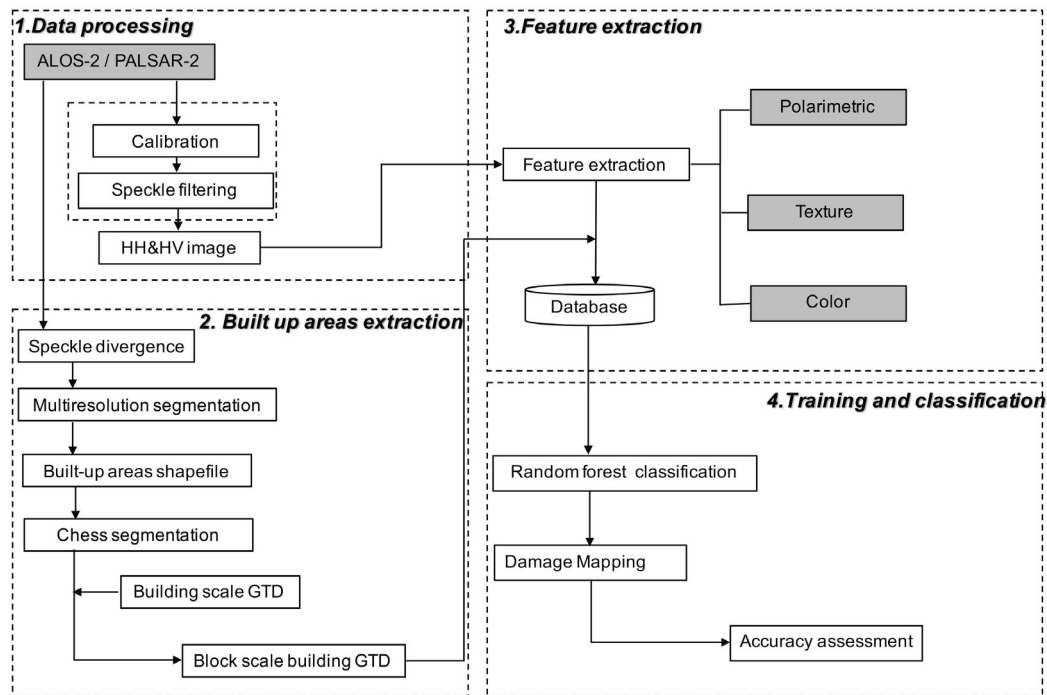 1.Data processing
ALOS-2 / PALSAR-2
Calibration
Speckle filtering
HH&HV image
2. Built up areas extraction
Speckle divergence
Multiresolution segmentation
Built-up areas shapefile
Chess segmentation
Building scale GTD
Block scale building GTD
3.Feature extraction
Feature extraction
Polarimetric
Texture
Color
Database
4.Training and classification
Random forest classification
Damage Mapping
Accuracy assessment